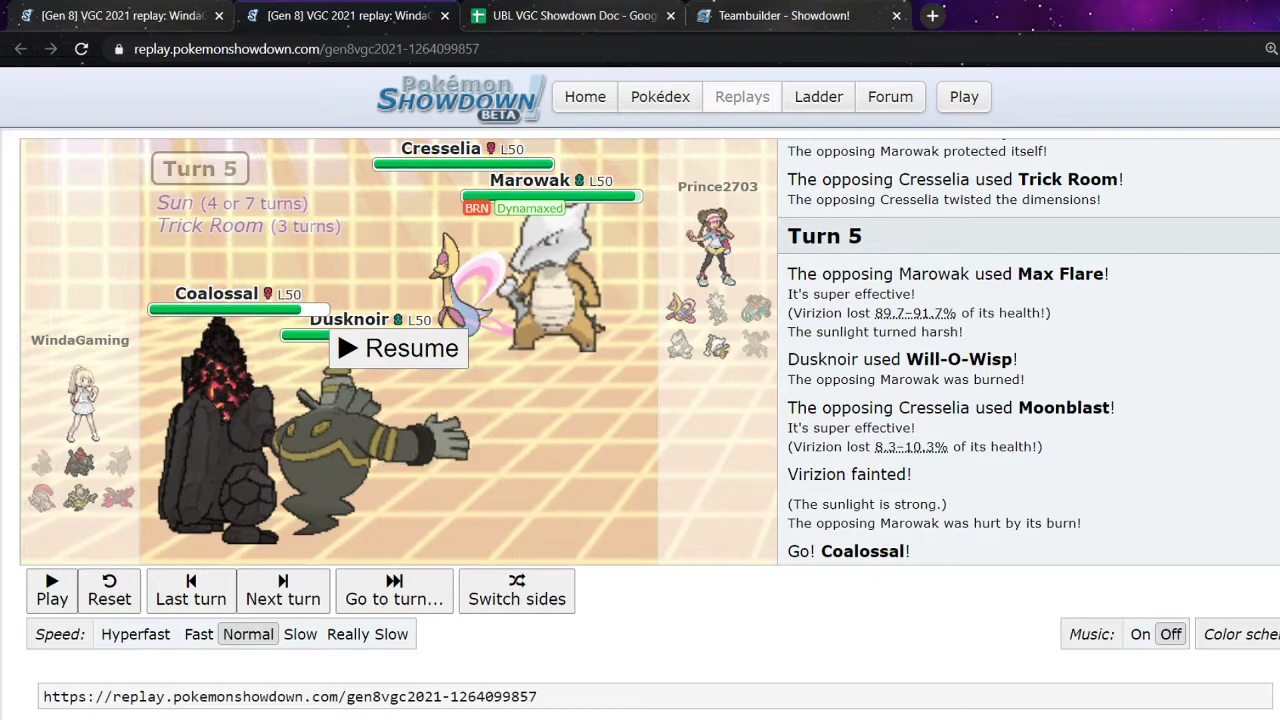 [Gen 8] VGC 2021 replay: WindaG
[Gen 8] VGC 2021 replay: WindaG
UBL VGC Showdown Doc - Goog
Teambuilder - Showdown!
replay.pokemonshowdown.com/gen8vgc2021-1264099857
Pokémon
SHOWDOWN!
BETA
Home
Pokédex
Replays
Ladder
Forum
Play
Turn 5
Sun (4 or 7 turns)
Trick Room (3 turns)
Cresselia L50
Marowak L50
BRN Dynamaxed
Prince2703
Coalossal L50
Dusknoir L50
WindaGaming
Resume
The opposing Marowak protected itself!
The opposing Cresselia used Trick Room!
The opposing Cresselia twisted the dimensions!
Turn 5
The opposing Marowak used Max Flare!
It's super effective!
(Virizion lost 89.7–91.7% of its health!)
The sunlight turned harsh!
Dusknoir used Will-O-Wisp!
The opposing Marowak was burned!
The opposing Cresselia used Moonblast!
It's super effective!
(Virizion lost 8.3–10.3% of its health!)
Virizion fainted!
(The sunlight is strong.)
The opposing Marowak was hurt by its burn!
Go! Coalossal!
Play
Reset
Last turn
Next turn
Go to turn...
Switch sides
Speed: Hyperfast Fast Normal Slow Really Slow
Music: On Off
Color sche
https://replay.pokemonshowdown.com/gen8vgc2021-1264099857